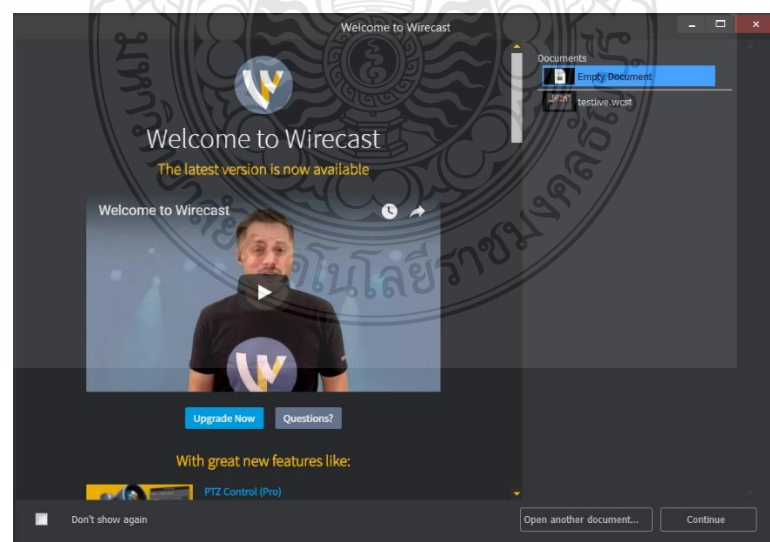 Welcome to Wirecast
Welcome to Wirecast
The latest version is now available
Welcome to Wirecast
Upgrade Now
Questions?
With great new features like:
PTZ Control (Pro)
Don't show again
Documents
Empty Document
testlive.wcst
Open another document...
Continue